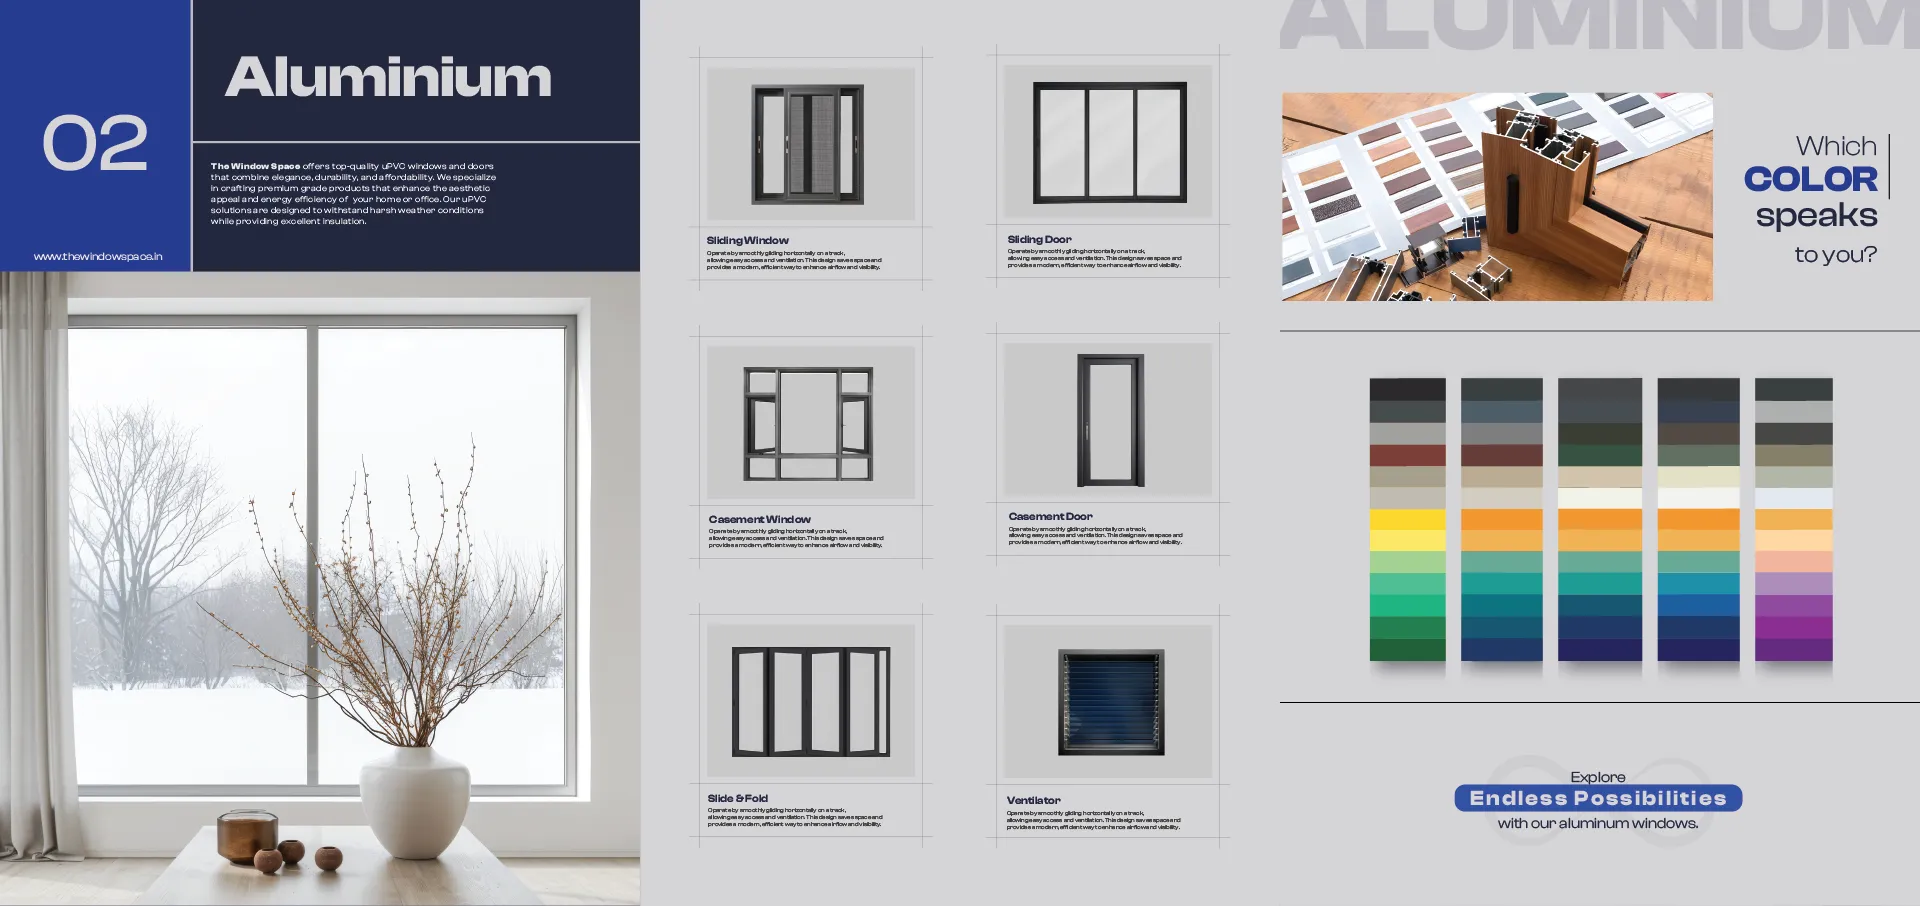 02
www.thewindowspace.in
Aluminium
The Window Space offers top-quality uPVC windows and doors
that combine elegance, durability, and affordability. We specialize
in crafting premium grade products that enhance the aesthetic
appeal and energy efficiency of your home or office. Our uPVC
solutions are designed to withstand harsh weather conditions
while providing excellent insulation.
Sliding Window
Operate by smoothly gliding horizontally on a track,
allowing easy access and ventilation. This design saves space and
provides a modern, efficient way to enhance airflow and visibility.
Sliding Door
Operate by smoothly gliding horizontally on a track,
allowing easy access and ventilation. This design saves space and
provides a modern, efficient way to enhance airflow and visibility.
Casement Window
Operate by smoothly gliding horizontally on a track,
allowing easy access and ventilation. This design saves space and
provides a modern, efficient way to enhance airflow and visibility.
Casement Door
Operate by smoothly gliding horizontally on a track,
allowing easy access and ventilation. This design saves space and
provides a modern, efficient way to enhance airflow and visibility.
Slide & Fold
Operate by smoothly gliding horizontally on a track,
allowing easy access and ventilation. This design saves space and
provides a modern, efficient way to enhance airflow and visibility.
Ventilator
Operate by smoothly gliding horizontally on a track,
allowing easy access and ventilation. This design saves space and
provides a modern, efficient way to enhance airflow and visibility.
ALUMINIUM
Which
COLOR
speaks
to you?
Explore
Endless Possibilities
with our aluminum windows.